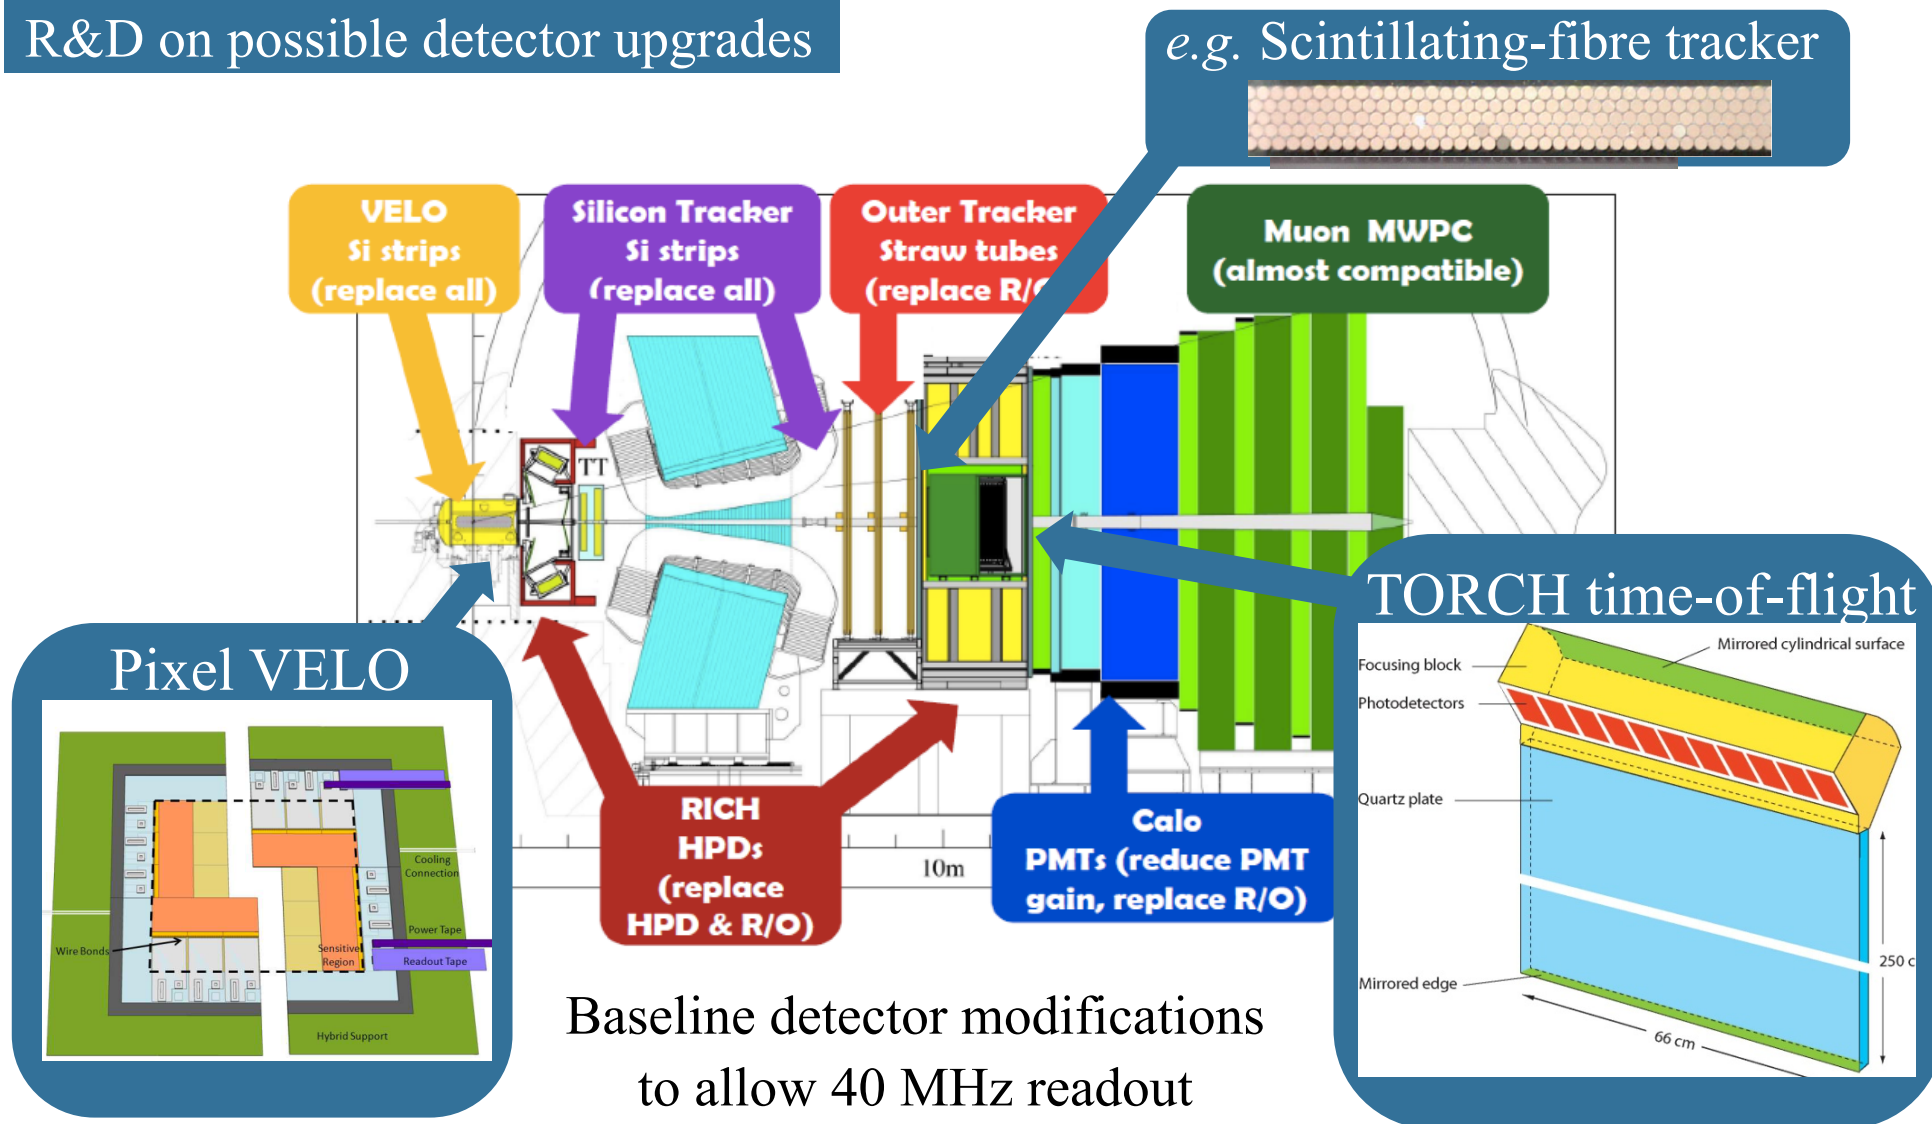 R&D on possible detector upgrades
e.g. Scintillating-fibre tracker
VELO
Si strips
(replace all)
Silicon Tracker
Si strips
(replace all)
Outer Tracker
Straw tubes
(replace R/O
Muon MWPC
(almost compatible)
TT
TORCH time-of-flight
Mirrored cylindrical surface
Focusing block
Photodetectors
Quartz plate
Mirrored edge
250 c
66 cm
Pixel VELO
Cooling
Connection
Power Tape
Wire Bonds
Sensitive
Region
Readout Tape
Hybrid Support
RICH
HPDs
(replace
HPD & R/O)
10m
Calo
PMTs (reduce PMT
gain, replace R/O)
Baseline detector modifications
to allow 40 MHz readout